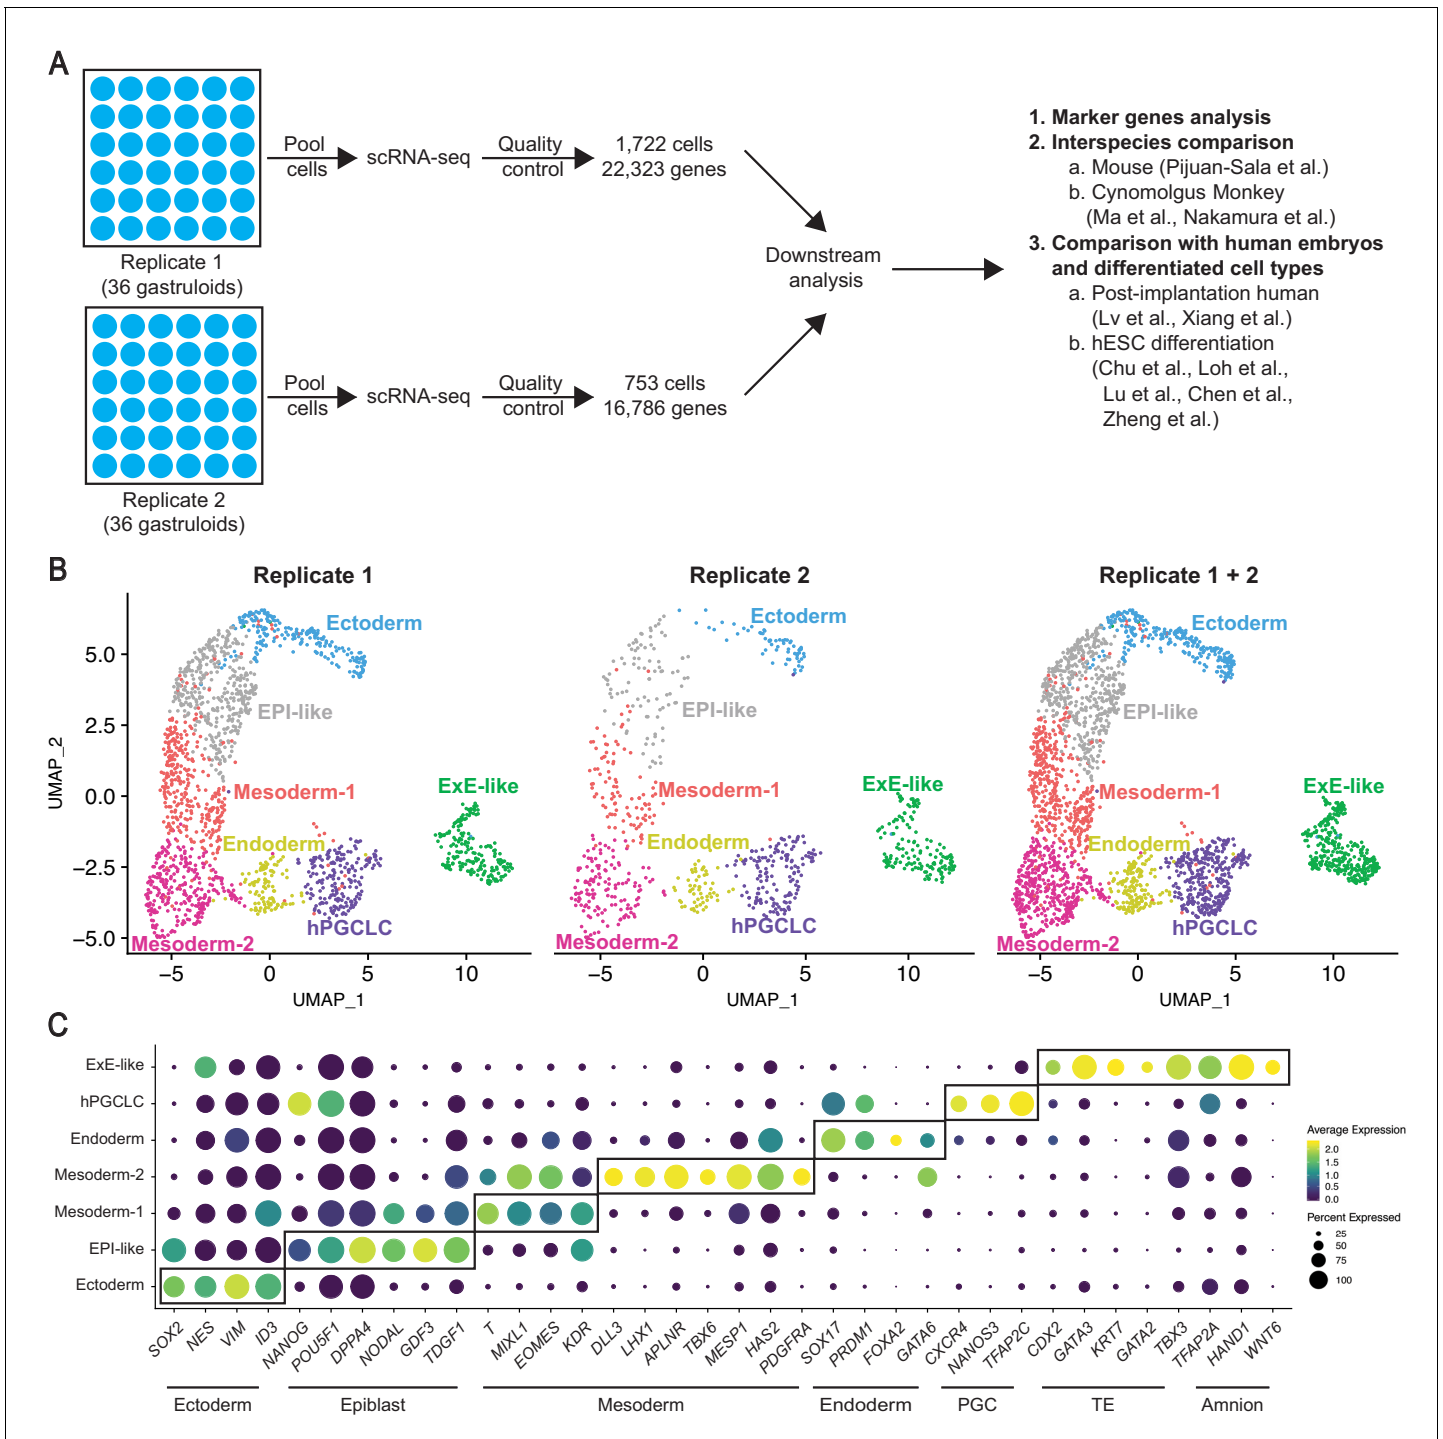 A
Replicate 1
(36 gastruloids)
Pool
cells
scRNA-seq
Quality
control
1,722 cells
22,323 genes
Replicate 2
(36 gastruloids)
Pool
cells
scRNA-seq
Quality
control
753 cells
16,786 genes
Downstream
analysis
1. Marker genes analysis
2. Interspecies comparison
a. Mouse (Pijuan-Sala et al.)
b. Cynomolgus Monkey
(Ma et al., Nakamura et al.)
3. Comparison with human embryos
and differentiated cell types
a. Post-implantation human
(Lv et al., Xiang et al.)
b. hESC differentiation
(Chu et al., Loh et al.,
Lu et al., Chen et al.,
Zheng et al.)
B
Replicate 1
Ectoderm
EPI-like
Mesoderm-1
ExE-like
Endoderm
hPGCLC
Mesoderm-2
UMAP_2
5.0
2.5
0.0
−2.5
−5.0
−5 0 5 10
UMAP_1
Replicate 2
Ectoderm
EPI-like
Mesoderm-1
ExE-like
Endoderm
hPGCLC
Mesoderm-2
−5 0 5 10
UMAP_1
Replicate 1 + 2
Ectoderm
EPI-like
Mesoderm-1
ExE-like
Endoderm
hPGCLC
Mesoderm-2
−5 0 5 10
UMAP_1
C
ExE-like
hPGCLC
Endoderm
Mesoderm-2
Mesoderm-1
EPI-like
Ectoderm
SOX2 NES VIM ID3 NANOG POU5F1 DPPA4 NODAL GDF3 TDGF1 T MIXL1 EOMES KDR DLL3 LHX1 APLNR TBX6 MESP1 HAS2 PDGFRA SOX17 PRDM1 FOXA2 GATA6 CXCR4 NANOS3 TFAP2C CDX2 GATA3 KRT7 GATA2 TBX3 TFAP2A HAND1 WNT6
Ectoderm Epiblast Mesoderm Endoderm PGC TE Amnion
Average Expression
2.0
1.5
1.0
0.5
0.0
Percent Expressed
25
50
75
100